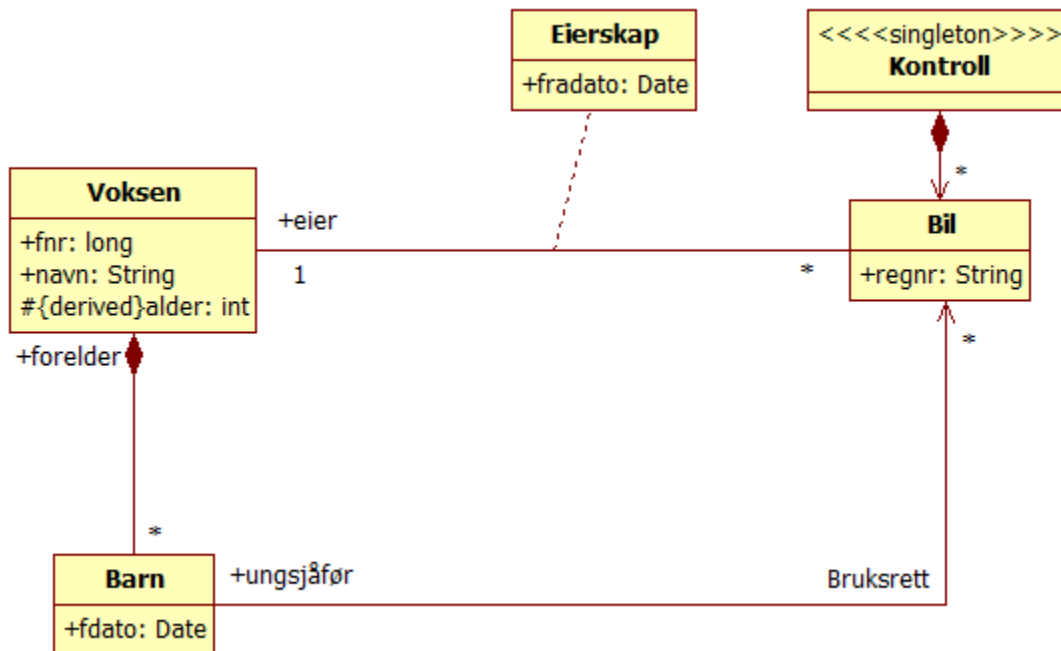 Eierskap
+fradato: Date
<<<<singleton>>>>
Kontroll
*
Voksen
+fnr: long
+navn: String
#{derived}alder: int
+eier
1
*
Bil
+regnr: String
+forelder
*
*
Barn
+fdato: Date
+ungsjåfør
Bruksrett